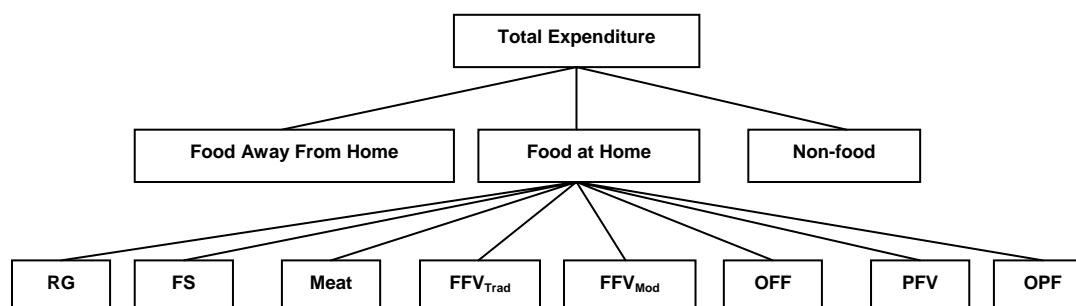 Total Expenditure
Food Away From Home Food at Home Non-food
RG FS Meat FFVTrad FFVMod OFF PFV OPF